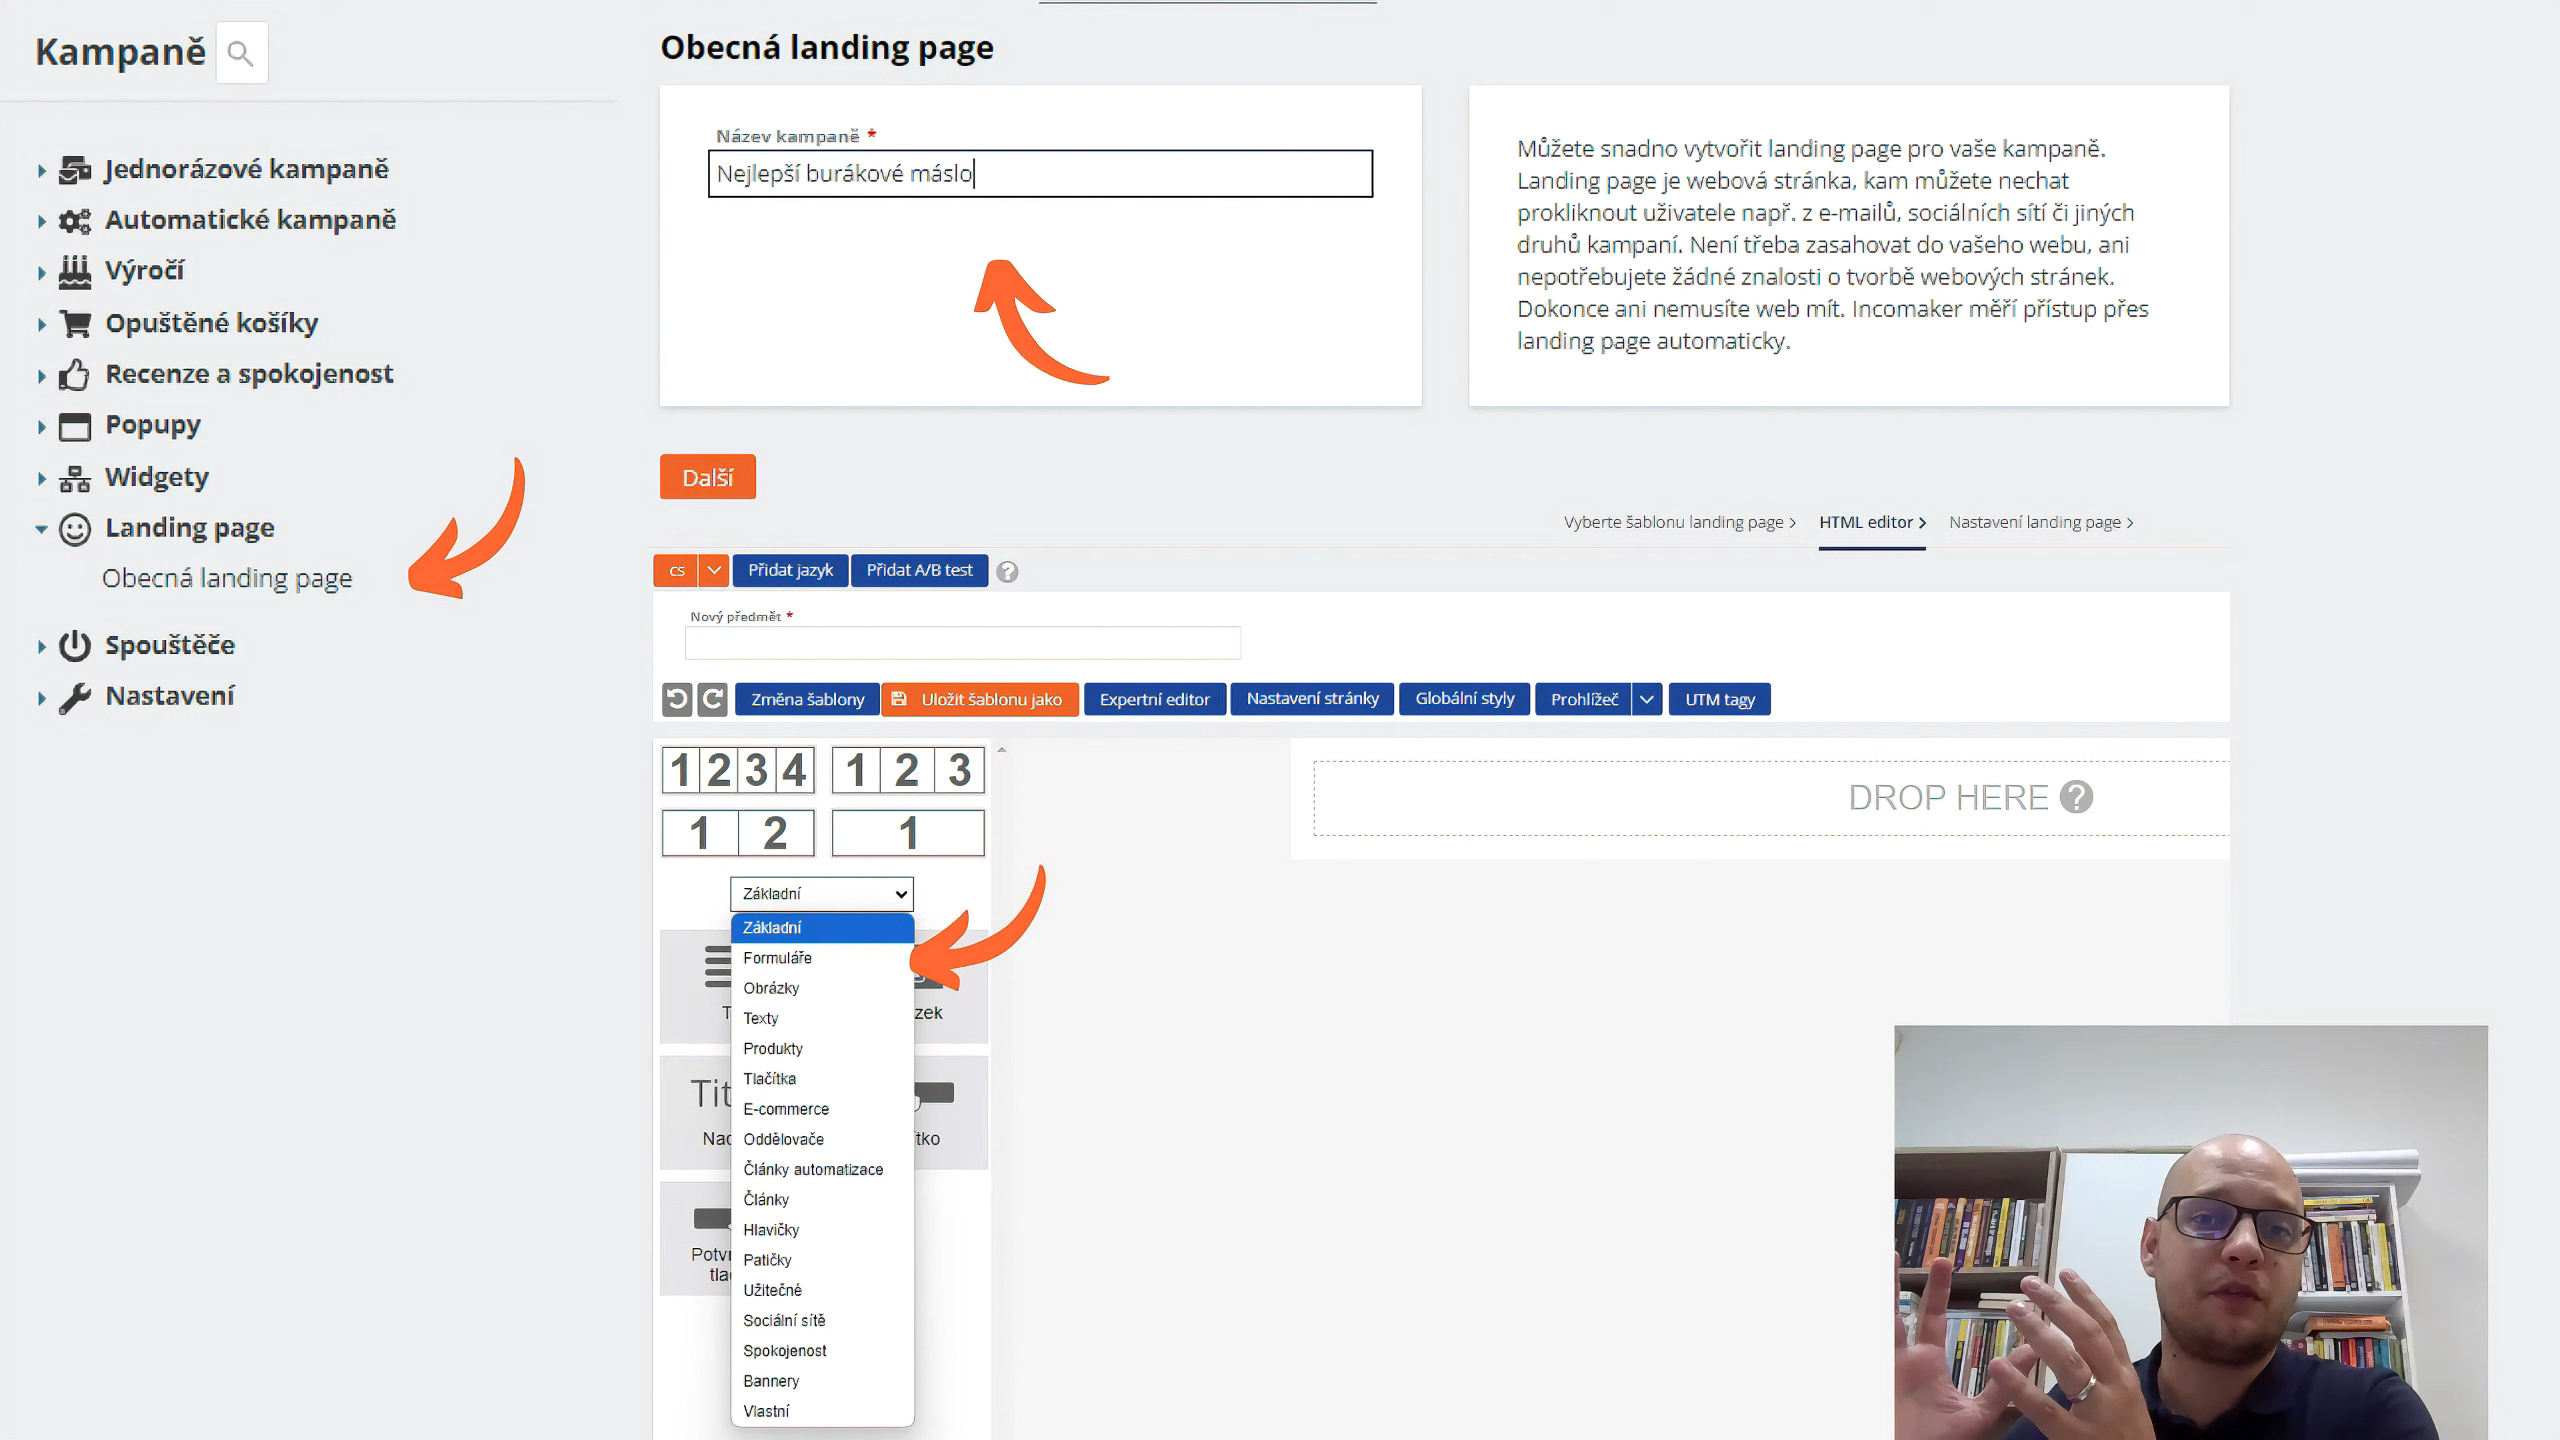 Kampaně
Jednorázové kampaně
Automatické kampaně
Výročí
Opuštěné košíky
Recenze a spokojenost
Popupy
Widgety
Landing page
Obecná landing page
Spouštěče
Nastavení
Obecná landing page
Název kampaně *
Nejlepší burákové máslo
Můžete snadno vytvořit landing page pro vaše kampaně.
Landing page je webová stránka, kam můžete nechat
prokliknout uživatele např. z e-mailů, sociálních sítí či jiných
druhů kampaní. Není třeba zasahovat do vašeho webu, ani
nepotřebujete žádné znalosti o tvorbě webových stránek.
Dokonce ani nemusíte web mít. Incomaker měří přístup přes
landing page automaticky.
Další
Vyberte šablonu landing page > HTML editor > Nastavení landing page >
cs Přidat jazyk Přidat A/B test ?
Nový předmět *
Změna šablony Uložit šablonu jako Expertní editor Nastavení stránky Globální styly Prohlížeč UTM tagy
1 2 3 4 1 2 3
1 2 1
DROP HERE ?
Základní
Základní
Formuláře
Obrázky
Texty
Produkty
Tlačítka
E-commerce
Oddělovače
Články automatizace
Články
Hlavičky
Patičky
Užitečné
Sociální sítě
Spokojenost
Bannery
Vlastní